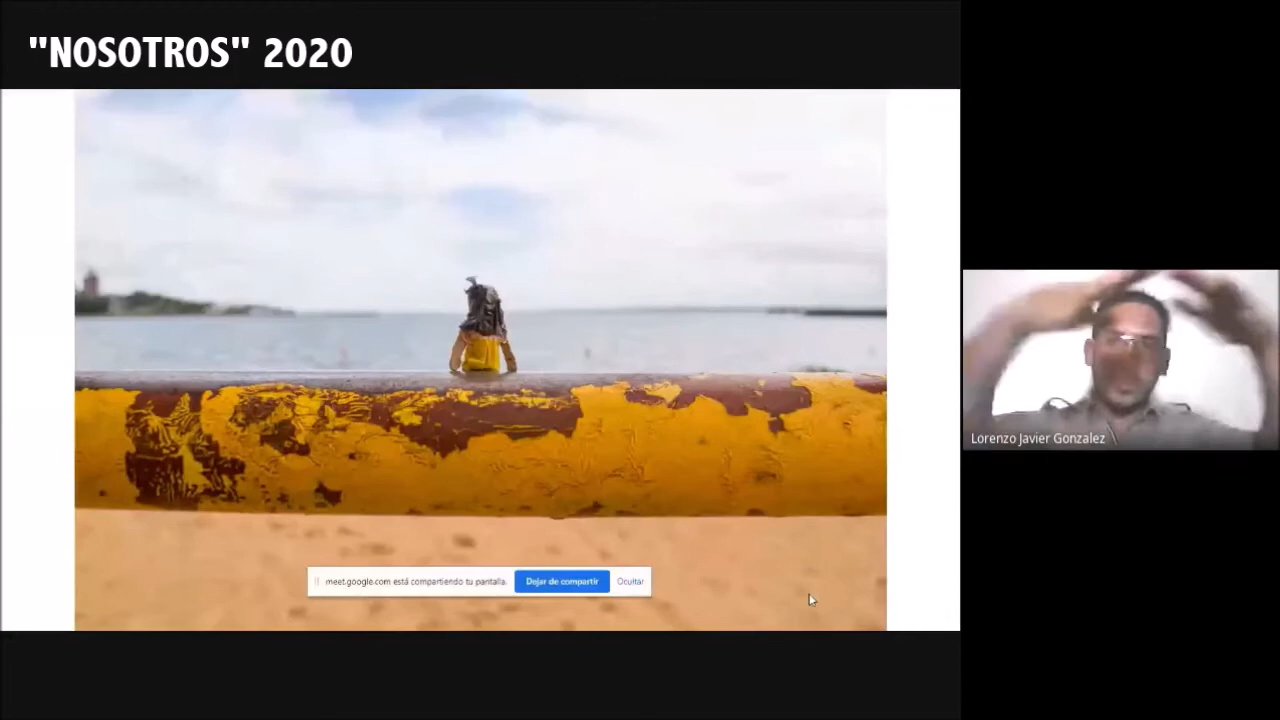 "NOSOTROS" 2020
Lorenzo Javier Gonzalez
meet.google.com está compartiendo tu pantalla.
Dejar de compartir
Ocultar